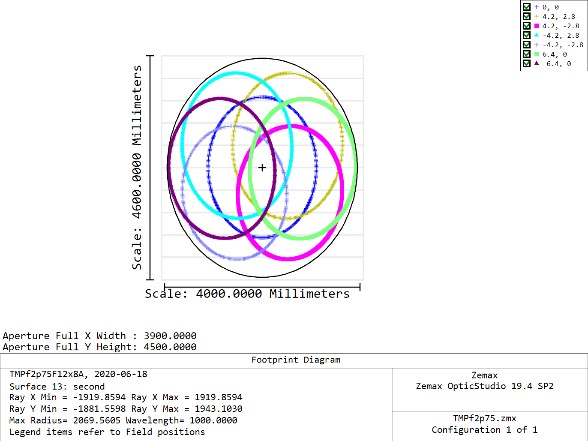 0, 0
4.2, 2.8
4.2, -2.8
-4.2, 2.8
-4.2, -2.8
6.4, 0
-6.4, 0
Scale: 4600.0000 Millimeters
Scale: 4000.0000 Millimeters
Aperture Full X Width : 3900.0000
Aperture Full Y Height: 4500.0000
Footprint Diagram
TMPf2p75F12x8A, 2020-06-18
Surface 13: second
Ray X Min = -1919.8594 Ray X Max = 1919.8594
Ray Y Min = -1881.5598 Ray Y Max = 1943.1030
Max Radius= 2069.5605 Wavelength= 1000.0000
Legend items refer to Field positions
Zemax
Zemax OpticStudio 19.4 SP2
TMPf2p75.zmx
Configuration 1 of 1